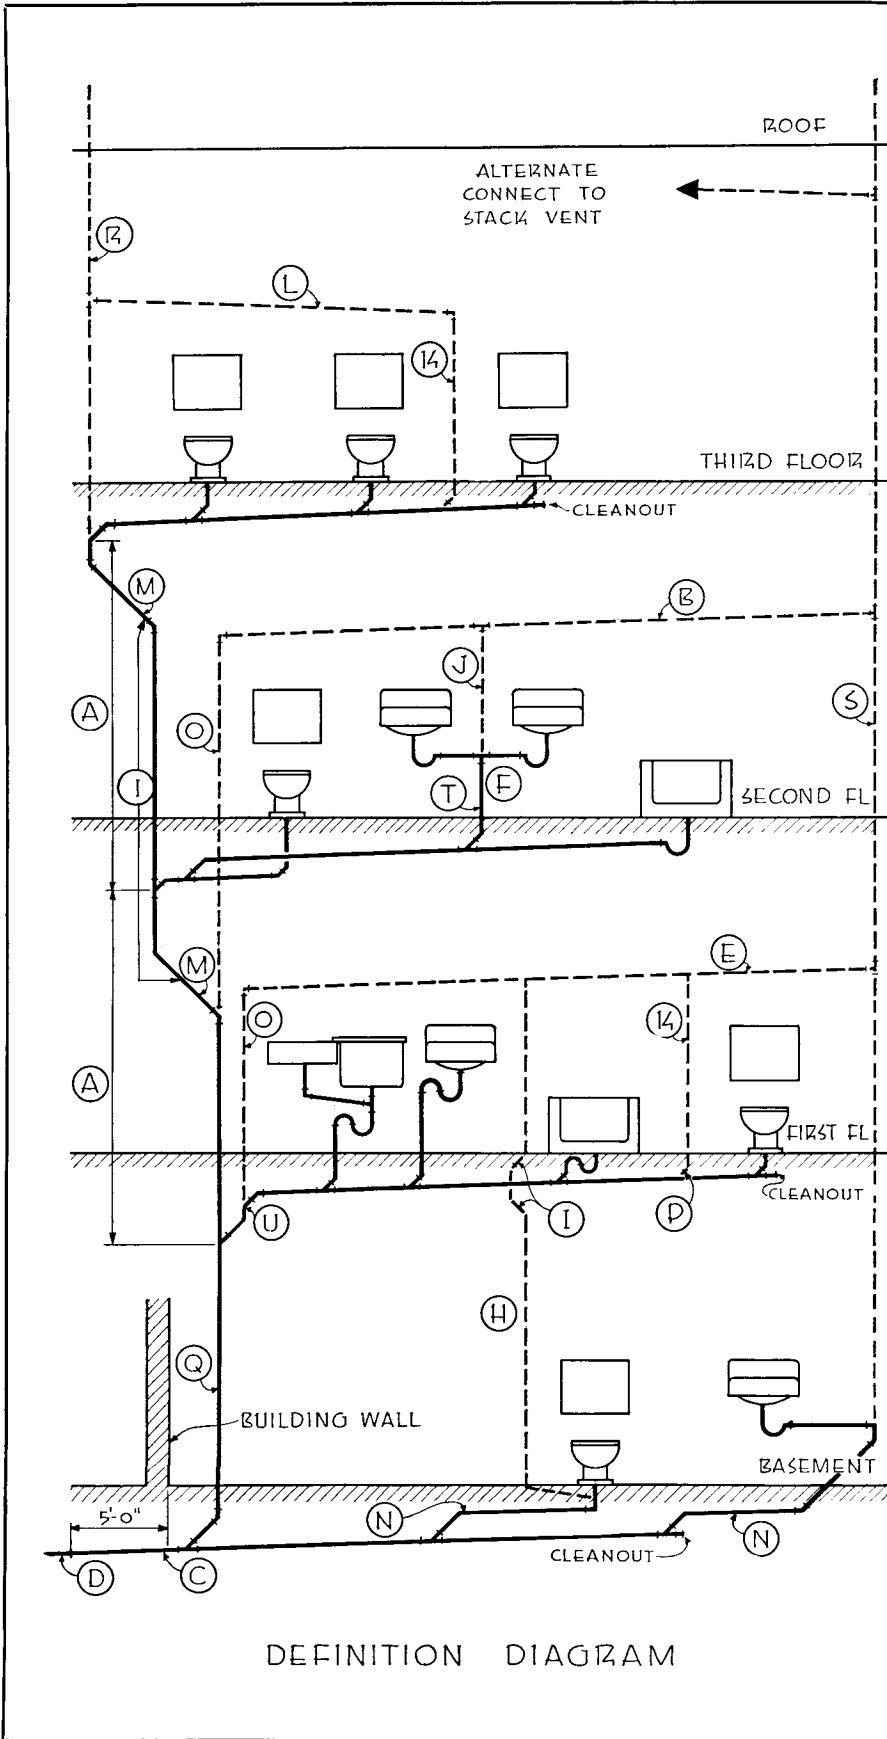 ROOF
ALTERNATE
CONNECT TO
STACK VENT
R
L
14
THIRD FLOOR
CLEANOUT
M
B
J
A
O
S
I
T
F
SECOND FL
M
E
O
14
A
FIRST FL
CLEANOUT
U
I
P
H
Q
BUILDING WALL
BASEMENT
5'-0"
N
N
CLEANOUT
D
C
DEFINITION DIAGRAM